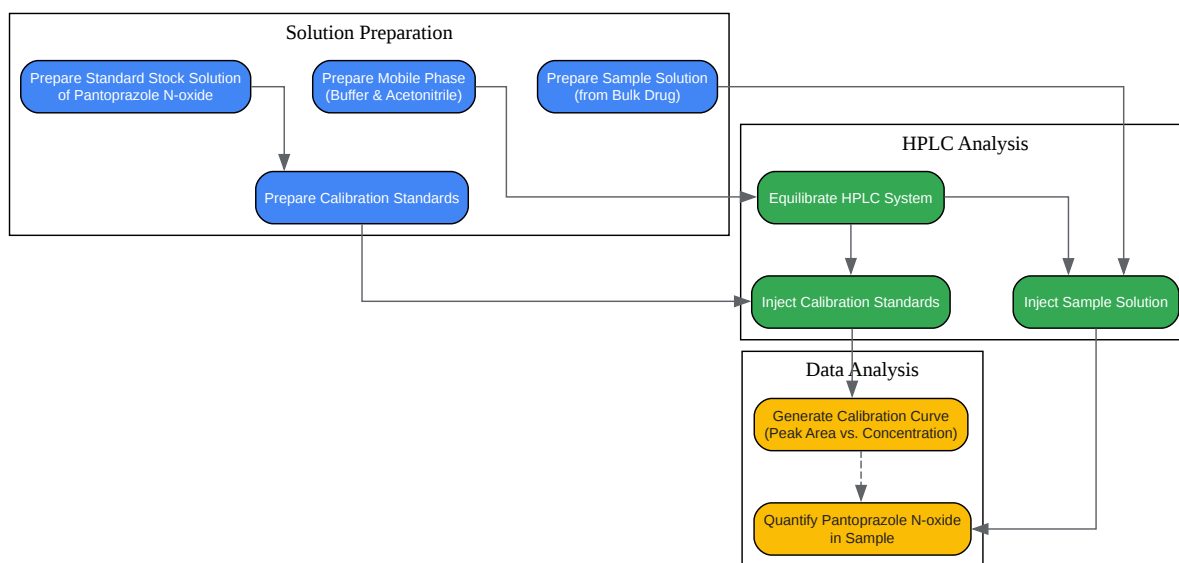 Solution Preparation
Prepare Standard Stock Solution
of Pantoprazole N-oxide
Prepare Mobile Phase
(Buffer & Acetonitrile)
Prepare Sample Solution
(from Bulk Drug)
Prepare Calibration Standards
HPLC Analysis
Equilibrate HPLC System
Inject Calibration Standards
Inject Sample Solution
Data Analysis
Generate Calibration Curve
(Peak Area vs. Concentration)
Quantify Pantoprazole N-oxide
in Sample